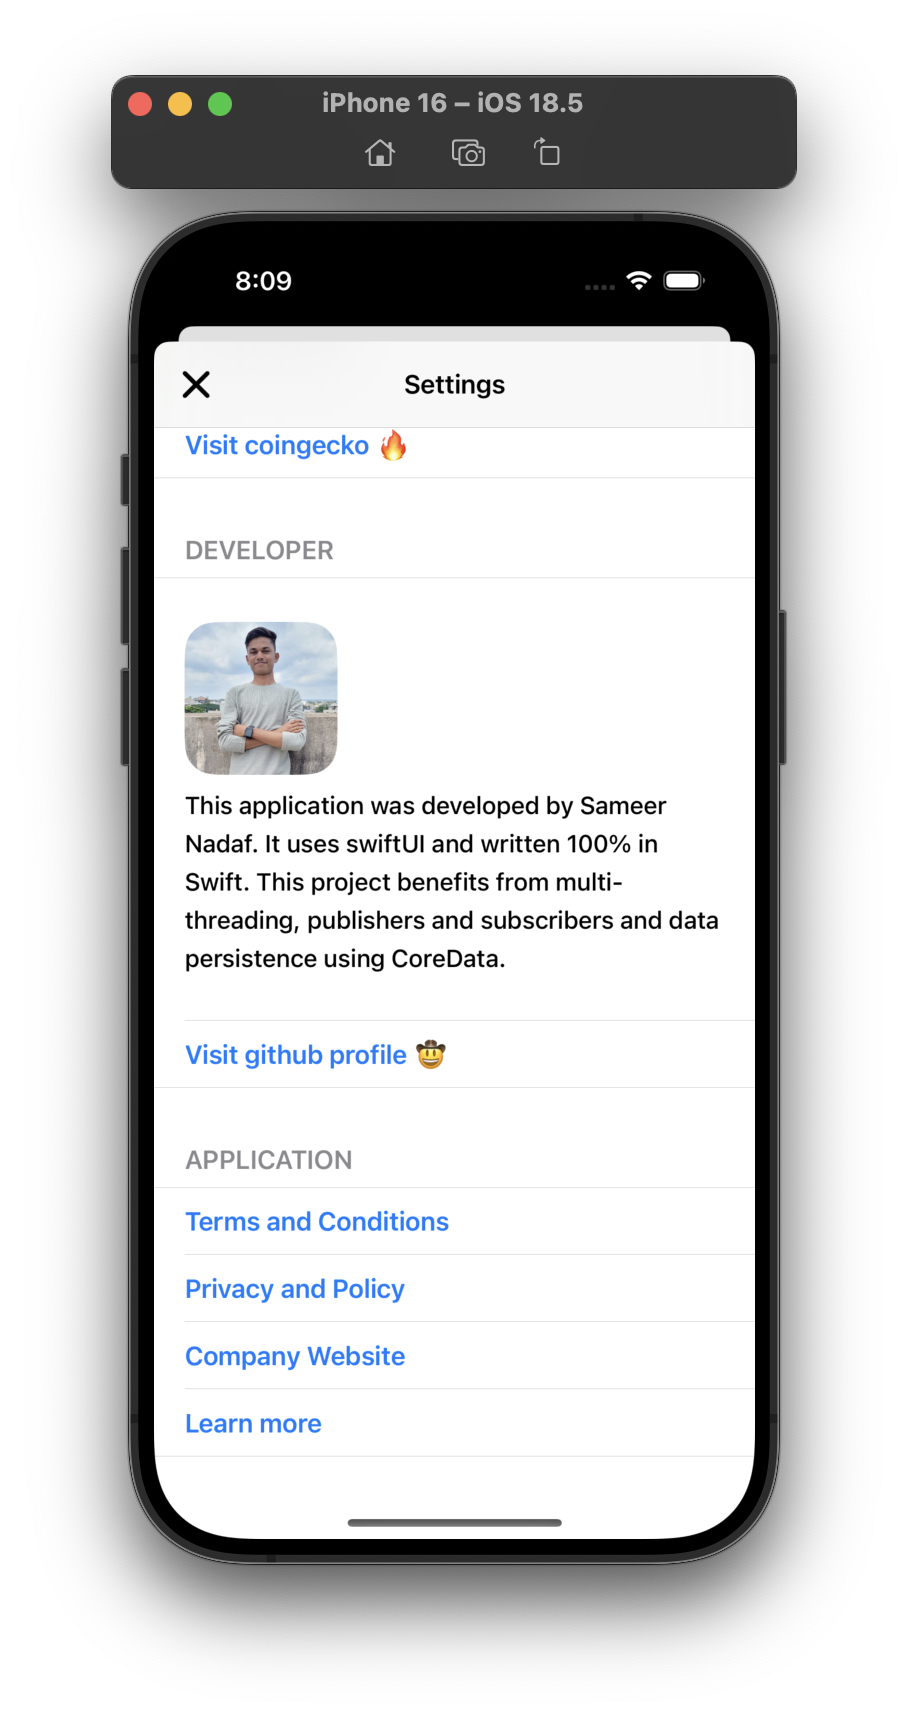 iPhone 16 – iOS 18.5
8:09
Settings
Visit coingecko 🔥
DEVELOPER
This application was developed by Sameer
Nadaf. It uses swiftUI and written 100% in
Swift. This project benefits from multi-
threading, publishers and subscribers and data
persistence using CoreData.
Visit github profile 🤠
APPLICATION
Terms and Conditions
Privacy and Policy
Company Website
Learn more